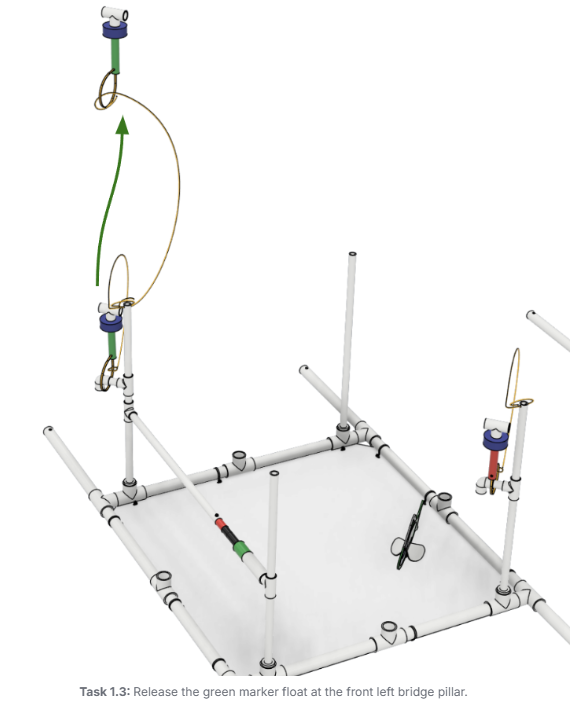 Task 1.3: Release the green marker float at the front left bridge pillar.